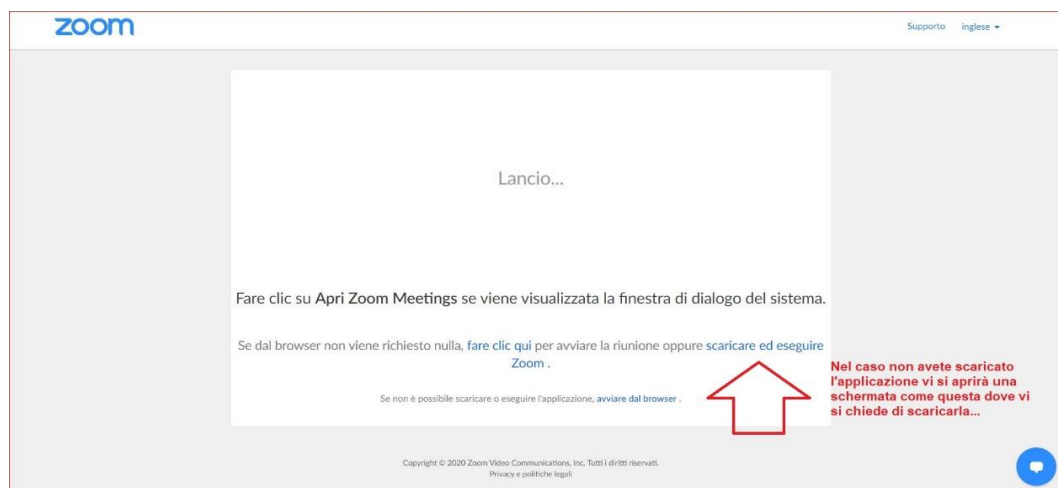 zoom
Supporto inglese
Lancio...
Fare clic su Apri Zoom Meetings se viene visualizzata la finestra di dialogo del sistema.
Se dal browser non viene richiesto nulla, fare clic qui per avviare la riunione oppure scaricare ed eseguire
Zoom .
Nel caso non avete scaricato
l'applicazione vi si aprirà una
schermata come questa dove vi
si chiede di scaricarla...
Se non è possibile scaricare o eseguire l'applicazione, avviare dal browser .
Copyright © 2020 Zoom Video Communications, Inc. Tutti i diritti riservati.
Privacy e politiche legali